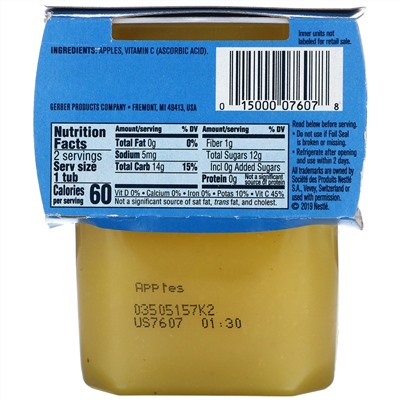 Inner units not
labeled for retail sale.
INGREDIENTS: APPLES, VITAMIN C (ASCORBIC ACID).
GERBER PRODUCTS COMPANY • FREMONT, MI 49413, USA
0 15000 07607 8
Nutrition
Facts
2 servings
Serv size
1 tub
Calories 60
per serving
Amount/serving % DV
Total Fat 0g 0%
Sodium 5mg
Total Carb 14g 15%
Amount/serving % DV
Fiber 1g
Total Sugars 12g
Incl 0g Added Sugars
Protein 0g Not a significant
source of protein
Vit D 0% • Calcium 0% • Iron 0% • Potas 10% • Vit C 45%
Not a significant source of sat fat, trans fat, and cholest.
Read below before serving.
• Do not use if Foil Seal
is broken or missing.
• Refrigerate after opening
and use within 2 days.
All trademarks are owned by
Société des Produits Nestlé
S.A., Vevey, Switzerland or
used with permission.
© 2019 Nestlé.
Apples
03505157K2
US7607 01:30